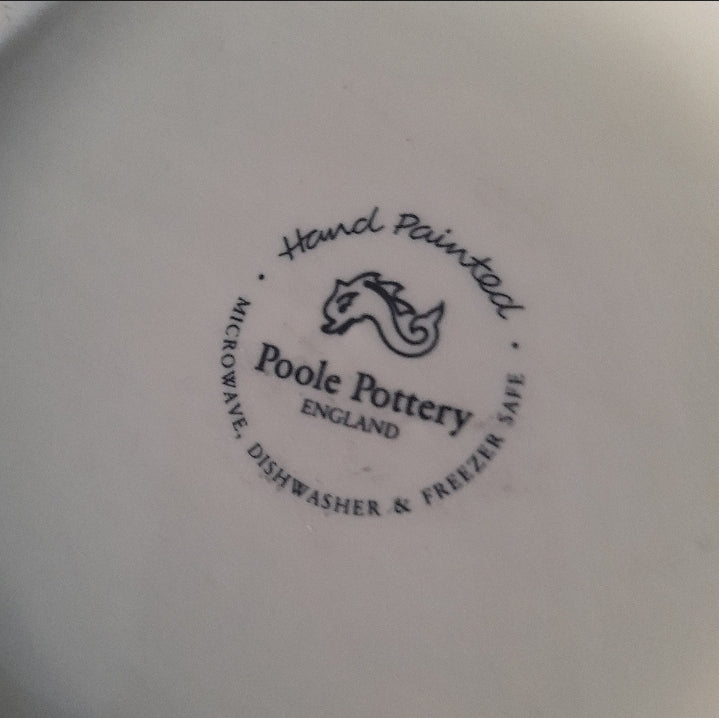 Hand Painted
Poole Pottery
ENGLAND
MICROWAVE, DISHWASHER & FREEZER SAFE